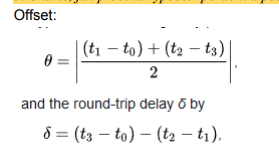 Offset:
θ = |((t₁ – t₀) + (t₂ – t₃)) / 2|,
and the round-trip delay δ by
δ = (t₃ – t₀) – (t₂ – t₁),